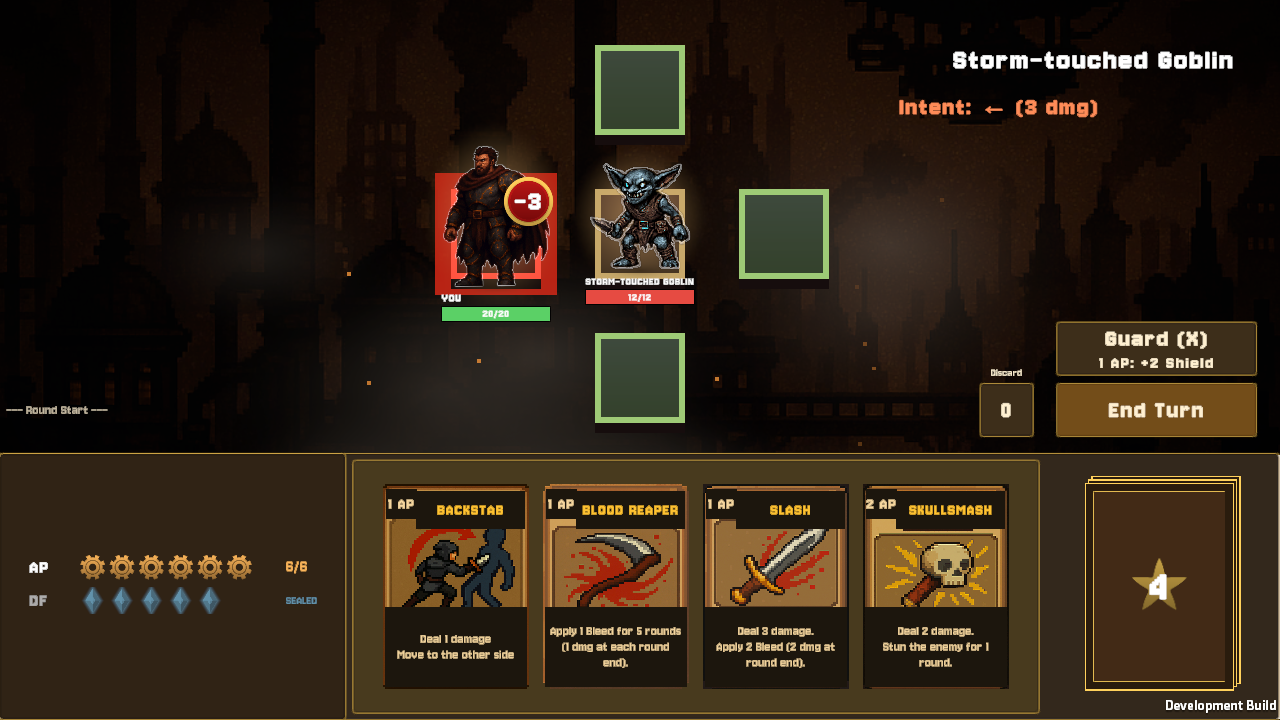 Storm-touched Goblin
Intent: ← (3 dmg)
-3
STORM-TOUCHED GOBLIN
12/12
YOU
20/20
Guard (X)
1 AP: +2 Shield
Discard
0
End Turn
--- Round Start ---
AP
6/6
DF
SEALED
1 AP
BACKSTAB
Deal 1 damage
Move to the other side
1 AP
BLOOD REAPER
Apply 1 Bleed for 5 rounds
(1 dmg at each round
end).
1 AP
SLASH
Deal 3 damage.
Apply 2 Bleed (2 dmg at
round end).
2 AP
SKULLSMASH
Deal 2 damage.
Stun the enemy for 1
round.
4
Development Build